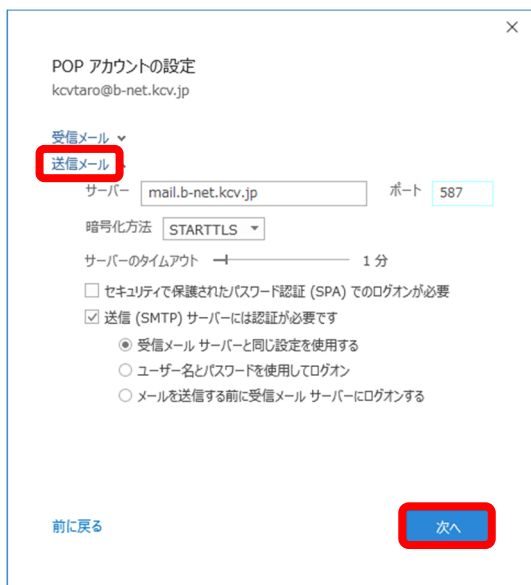 POP アカウントの設定
kcvtaro@b-net.kcv.jp
受信メール
送信メール
サーバー mail.b-net.kcv.jp ポート 587
暗号化方法 STARTTLS
サーバーのタイムアウト 1 分
セキュリティで保護されたパスワード認証 (SPA) でのログオンが必要
送信 (SMTP) サーバーには認証が必要です
受信メール サーバーと同じ設定を使用する
ユーザー名とパスワードを使用してログオン
メールを送信する前に受信メール サーバーにログオンする
前に戻る 次へ